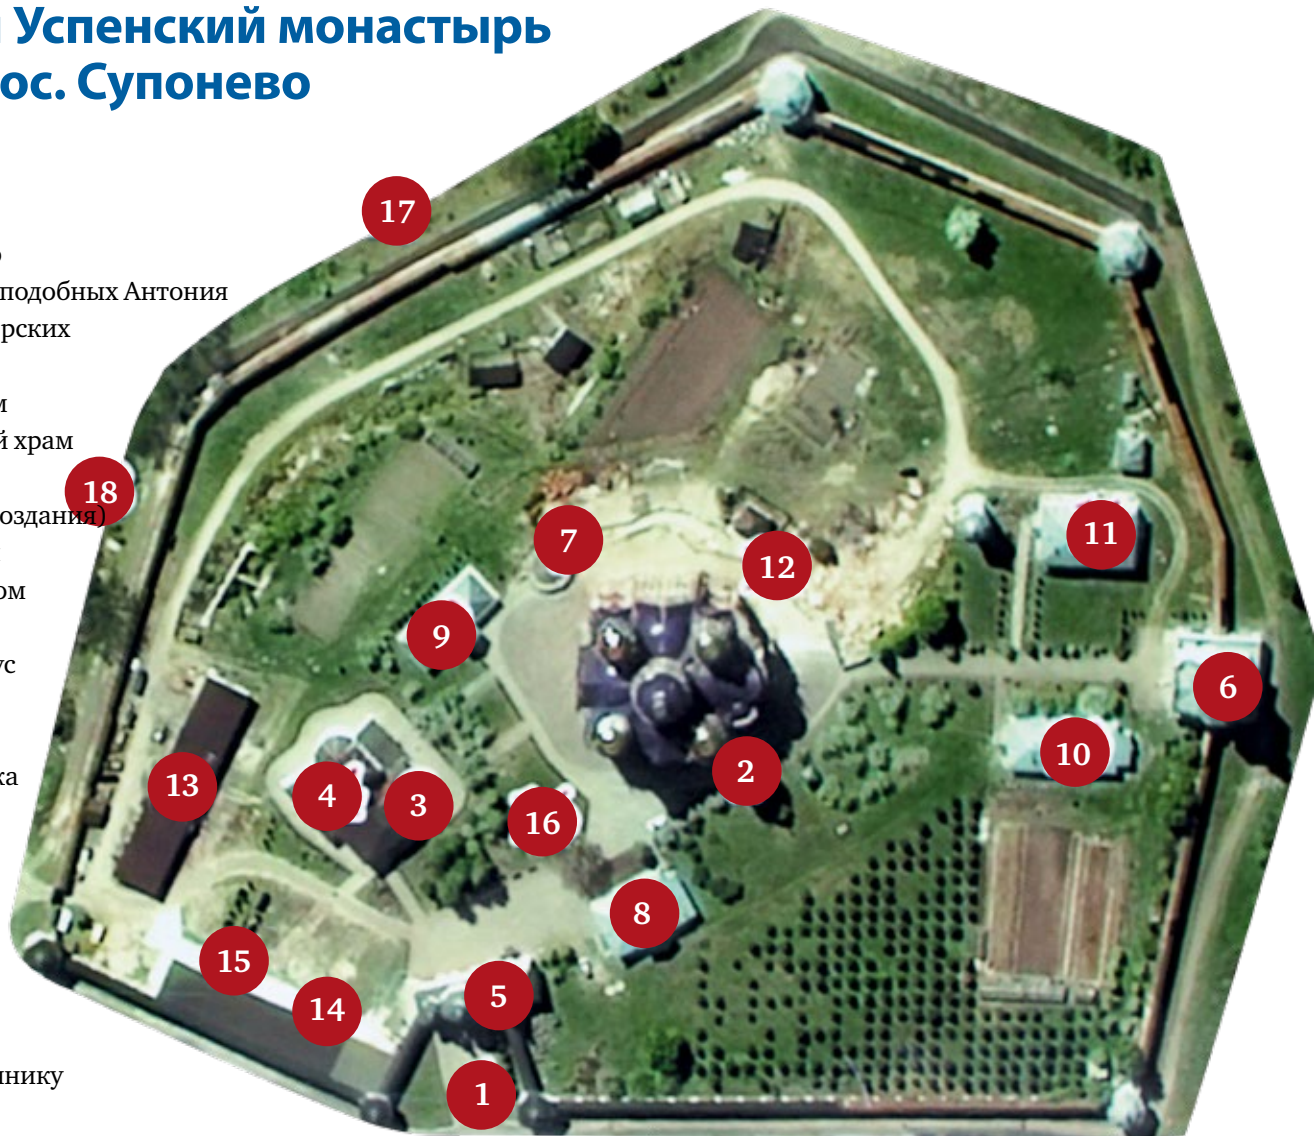 Успенский монастырь
ос. Супонево
17
подобных Антония
рских
м
й храм
18
оздания)
7
12
11
ом
9
ус
6
2
10
ка
13
4
3
16
8
15
5
14
нику
1